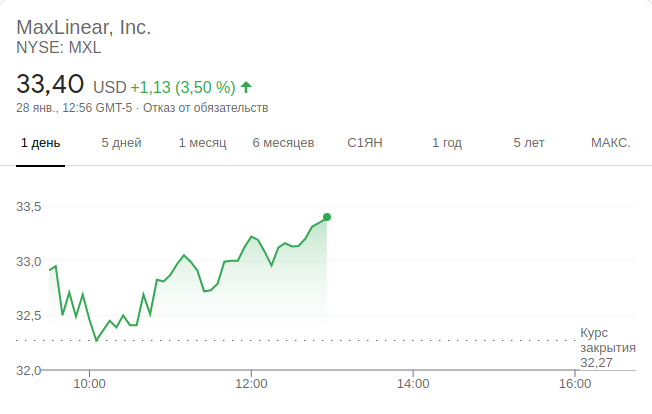 MaxLinear, Inc.
NYSE: MXL
33,40 USD +1,13 (3,50 %)
28 янв., 12:56 GMT-5 · Отказ от обязательств
1 день 5 дней 1 месяц 6 месяцев С1ЯН 1 год 5 лет МАКС.
33,5
33,0
32,5
32,0
Курс
закрытия
32,27
10:00 12:00 14:00 16:00